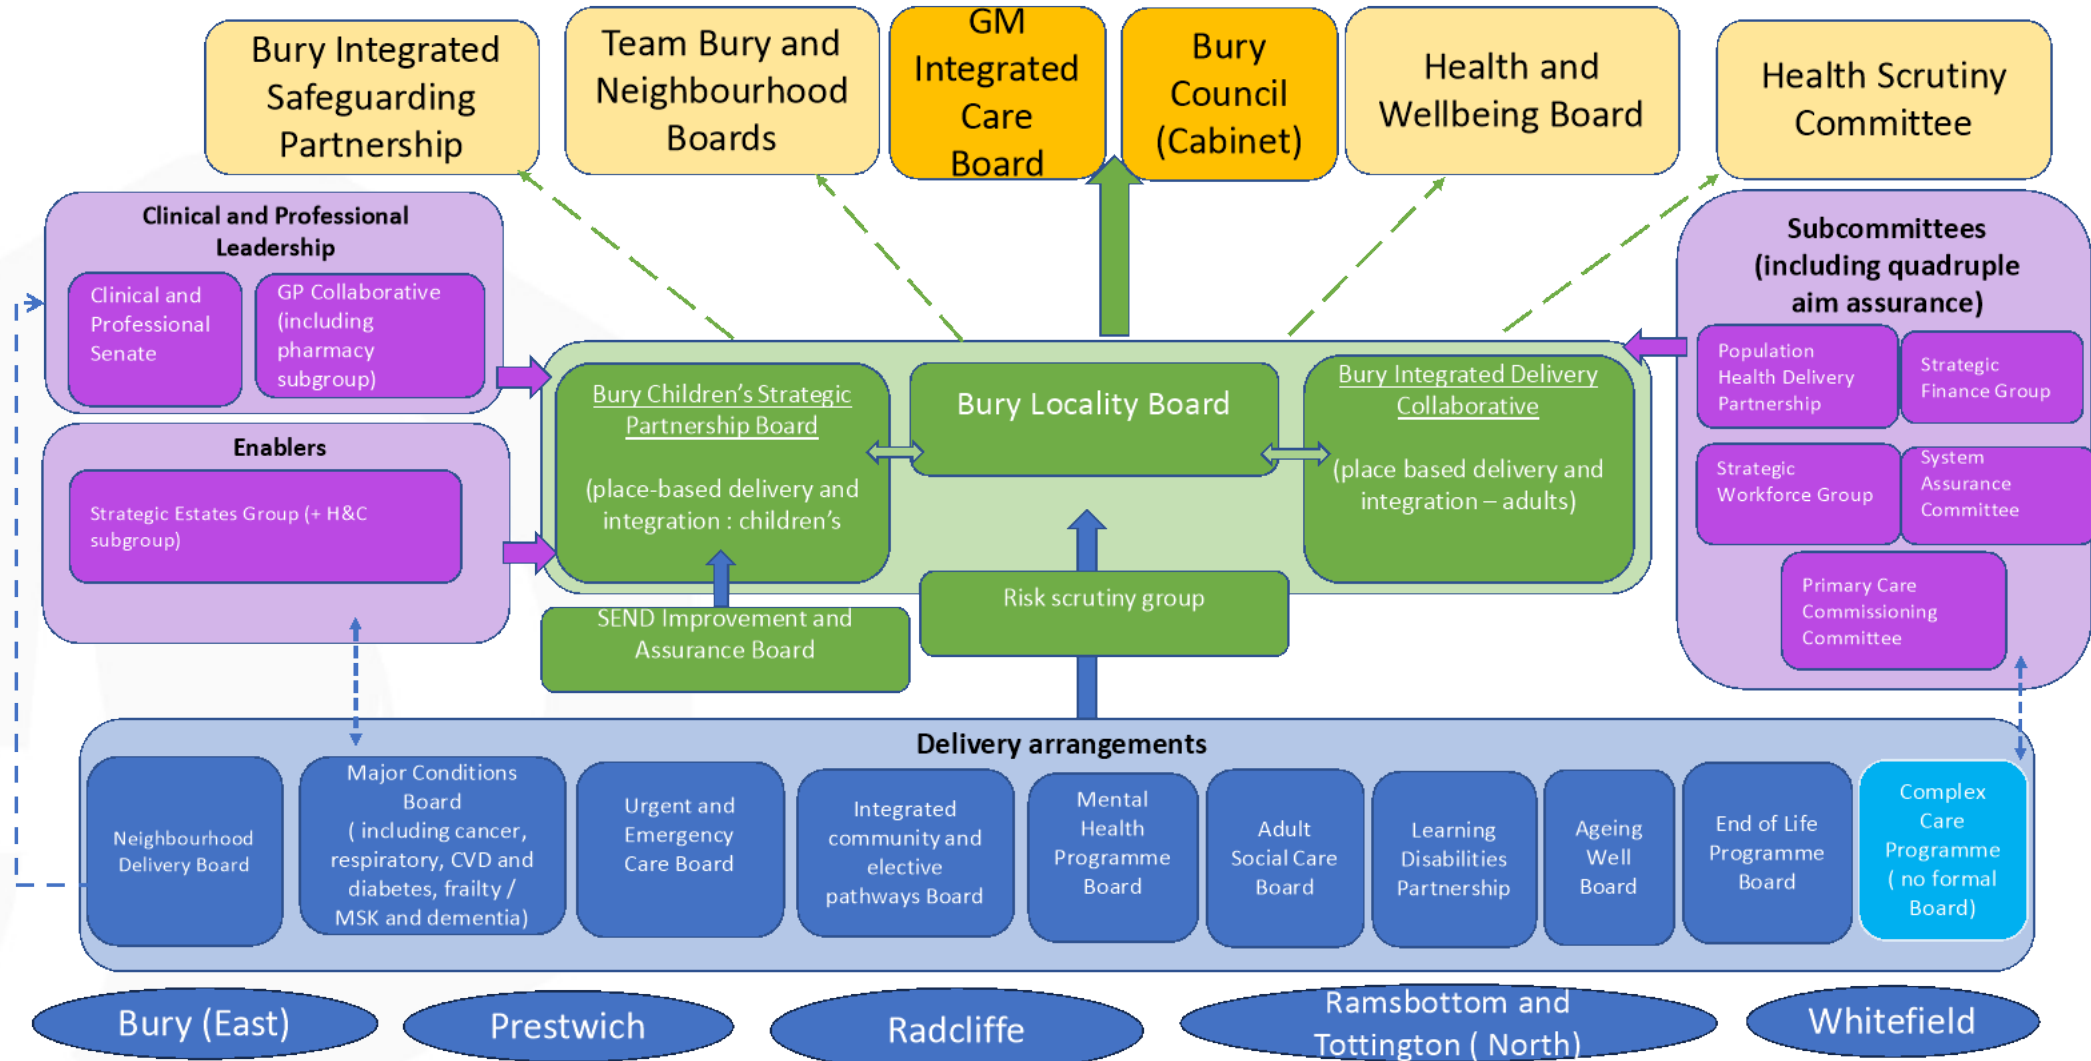 Bury Integrated
Safeguarding
Partnership
Team Bury and
Neighbourhood
Boards
GM
Integrated
Care
Board
Bury
Council
(Cabinet)
Health and
Wellbeing Board
Health Scrutiny
Committee
Clinical and Professional
Leadership
Clinical and
Professional
Senate
GP Collaborative
(including
pharmacy
subgroup)
Enablers
Strategic Estates Group (+ H&C
subgroup)
Bury Children’s Strategic
Partnership Board
(place-based delivery and
integration : children’s
Bury Locality Board
Bury Integrated Delivery
Collaborative
(place based delivery and
integration – adults)
SEND Improvement and
Assurance Board
Risk scrutiny group
Subcommittees
(including quadruple
aim assurance)
Population
Health Delivery
Partnership
Strategic
Finance Group
Strategic
Workforce Group
System
Assurance
Committee
Primary Care
Commissioning
Committee
Delivery arrangements
Neighbourhood
Delivery Board
Major Conditions
Board
( including cancer,
respiratory, CVD and
diabetes, frailty /
MSK and dementia)
Urgent and
Emergency
Care Board
Integrated
community and
elective
pathways Board
Mental
Health
Programme
Board
Adult
Social Care
Board
Learning
Disabilities
Partnership
Ageing
Well
Board
End of Life
Programme
Board
Complex
Care
Programme
( no formal
Board)
Bury (East)
Prestwich
Radcliffe
Ramsbottom and
Tottington ( North)
Whitefield